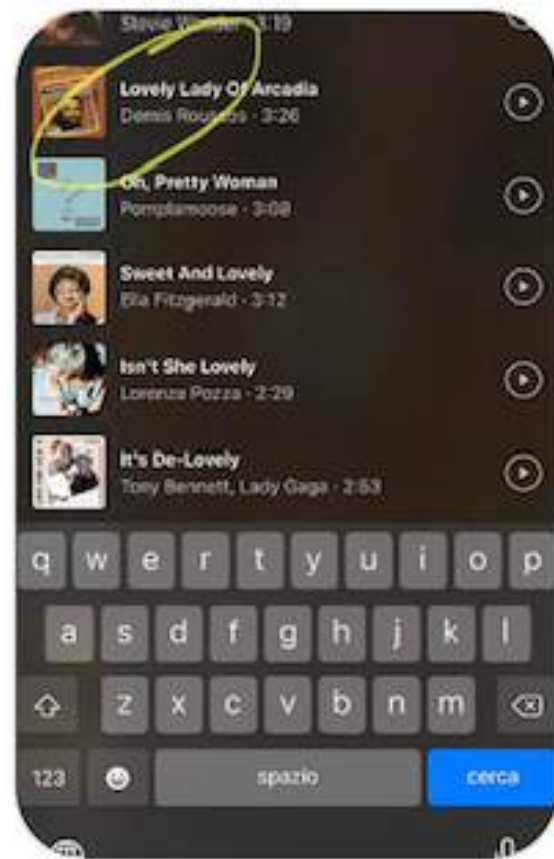 Stevie Wonder · 3:19
Lovely Lady Of Arcadia
Demis Roussos · 3:26
Oh, Pretty Woman
Pomplamoose · 3:08
Sweet And Lovely
Ella Fitzgerald · 3:12
Isn't She Lovely
Lorenza Pozza · 2:29
It's De-Lovely
Tony Bennett, Lady Gaga · 2:53
q w e r t y u i o p
a s d f g h j k l
z x c v b n m
123 spazio cerca